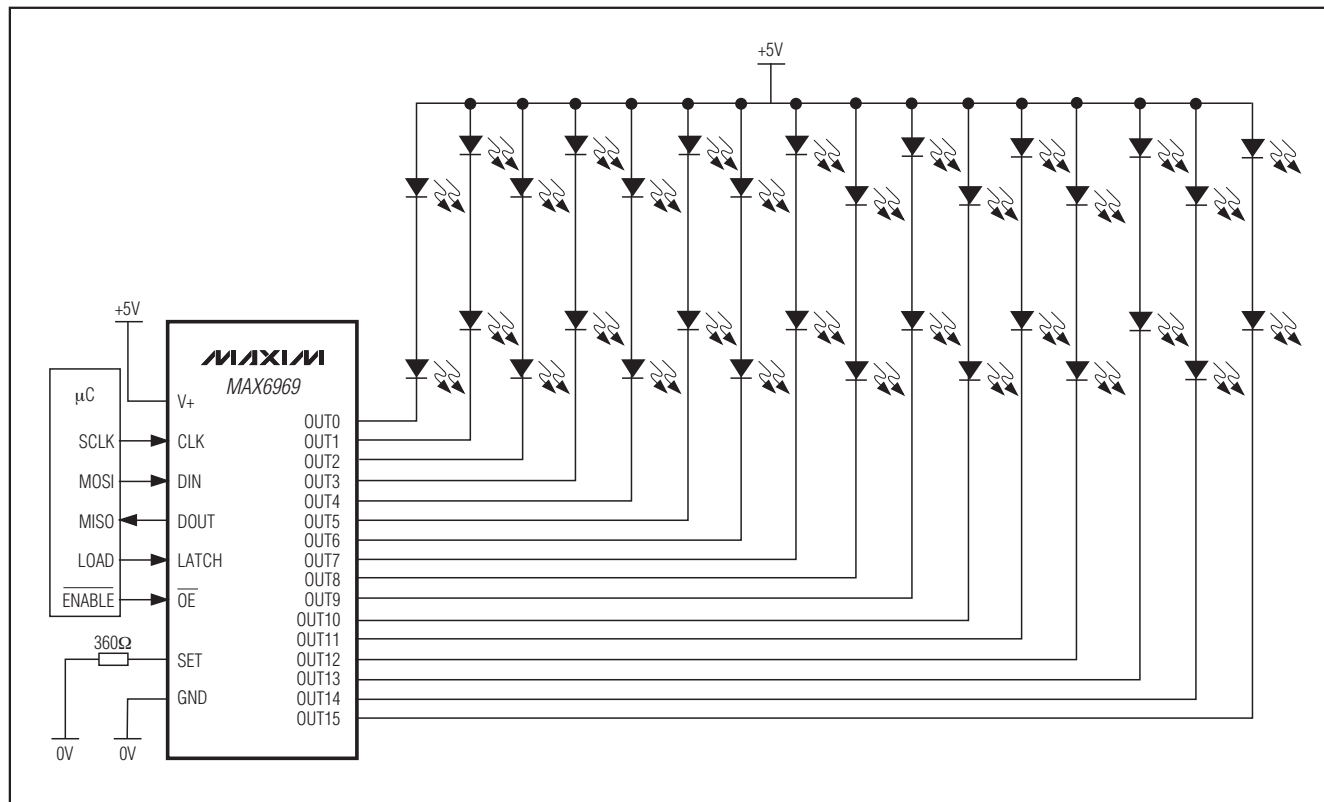 +5V
+5V
MAXIM
MAX6969
µC
V+
OUT0
SCLK
CLK
OUT1
OUT2
MOSI
DIN
OUT3
OUT4
MISO
DOUT
OUT5
OUT6
LOAD
LATCH
OUT7
OUT8
ENABLE
OE
OUT9
OUT10
360Ω
OUT11
SET
OUT12
OUT13
GND
OUT14
OUT15
0V
0V